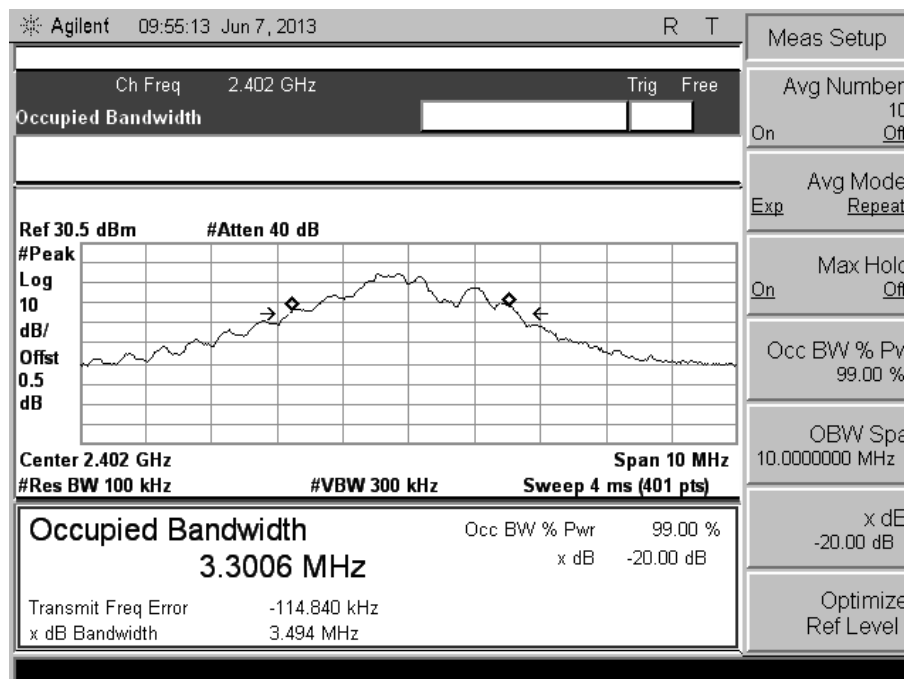 Agilent 09:55:13 Jun 7, 2013 R T
Ch Freq 2.402 GHz Trig Free
Occupied Bandwidth
Ref 30.5 dBm #Atten 40 dB
#Peak
Log
10
dB/
Offst
0.5
dB
Center 2.402 GHz Span 10 MHz
#Res BW 100 kHz #VBW 300 kHz Sweep 4 ms (401 pts)
Occupied Bandwidth
3.3006 MHz
Occ BW % Pwr 99.00 %
x dB -20.00 dB
Transmit Freq Error -114.840 kHz
x dB Bandwidth 3.494 MHz
Meas Setup
Avg Number
10
On Off
Avg Mode
Exp Repeat
Max Hold
On Off
Occ BW % Pw
99.00 %
OBW Spa
10.0000000 MHz
x dB
-20.00 dB
Optimize
Ref Level